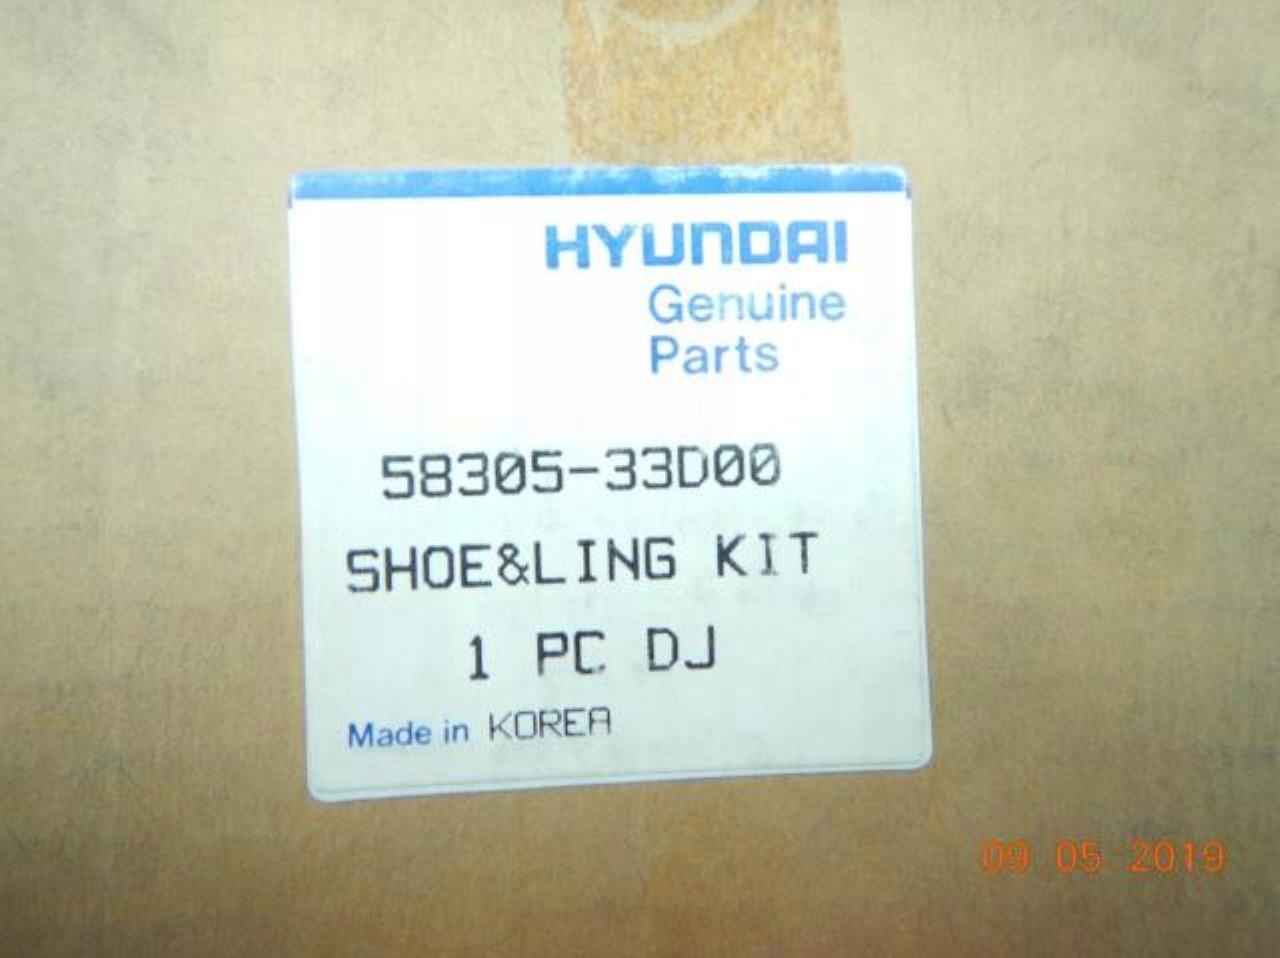 HYUNDAI
Genuine
Parts
58305-33D00
SHOE&LING KIT
1 PC DJ
Made in KOREA
09 05 2019